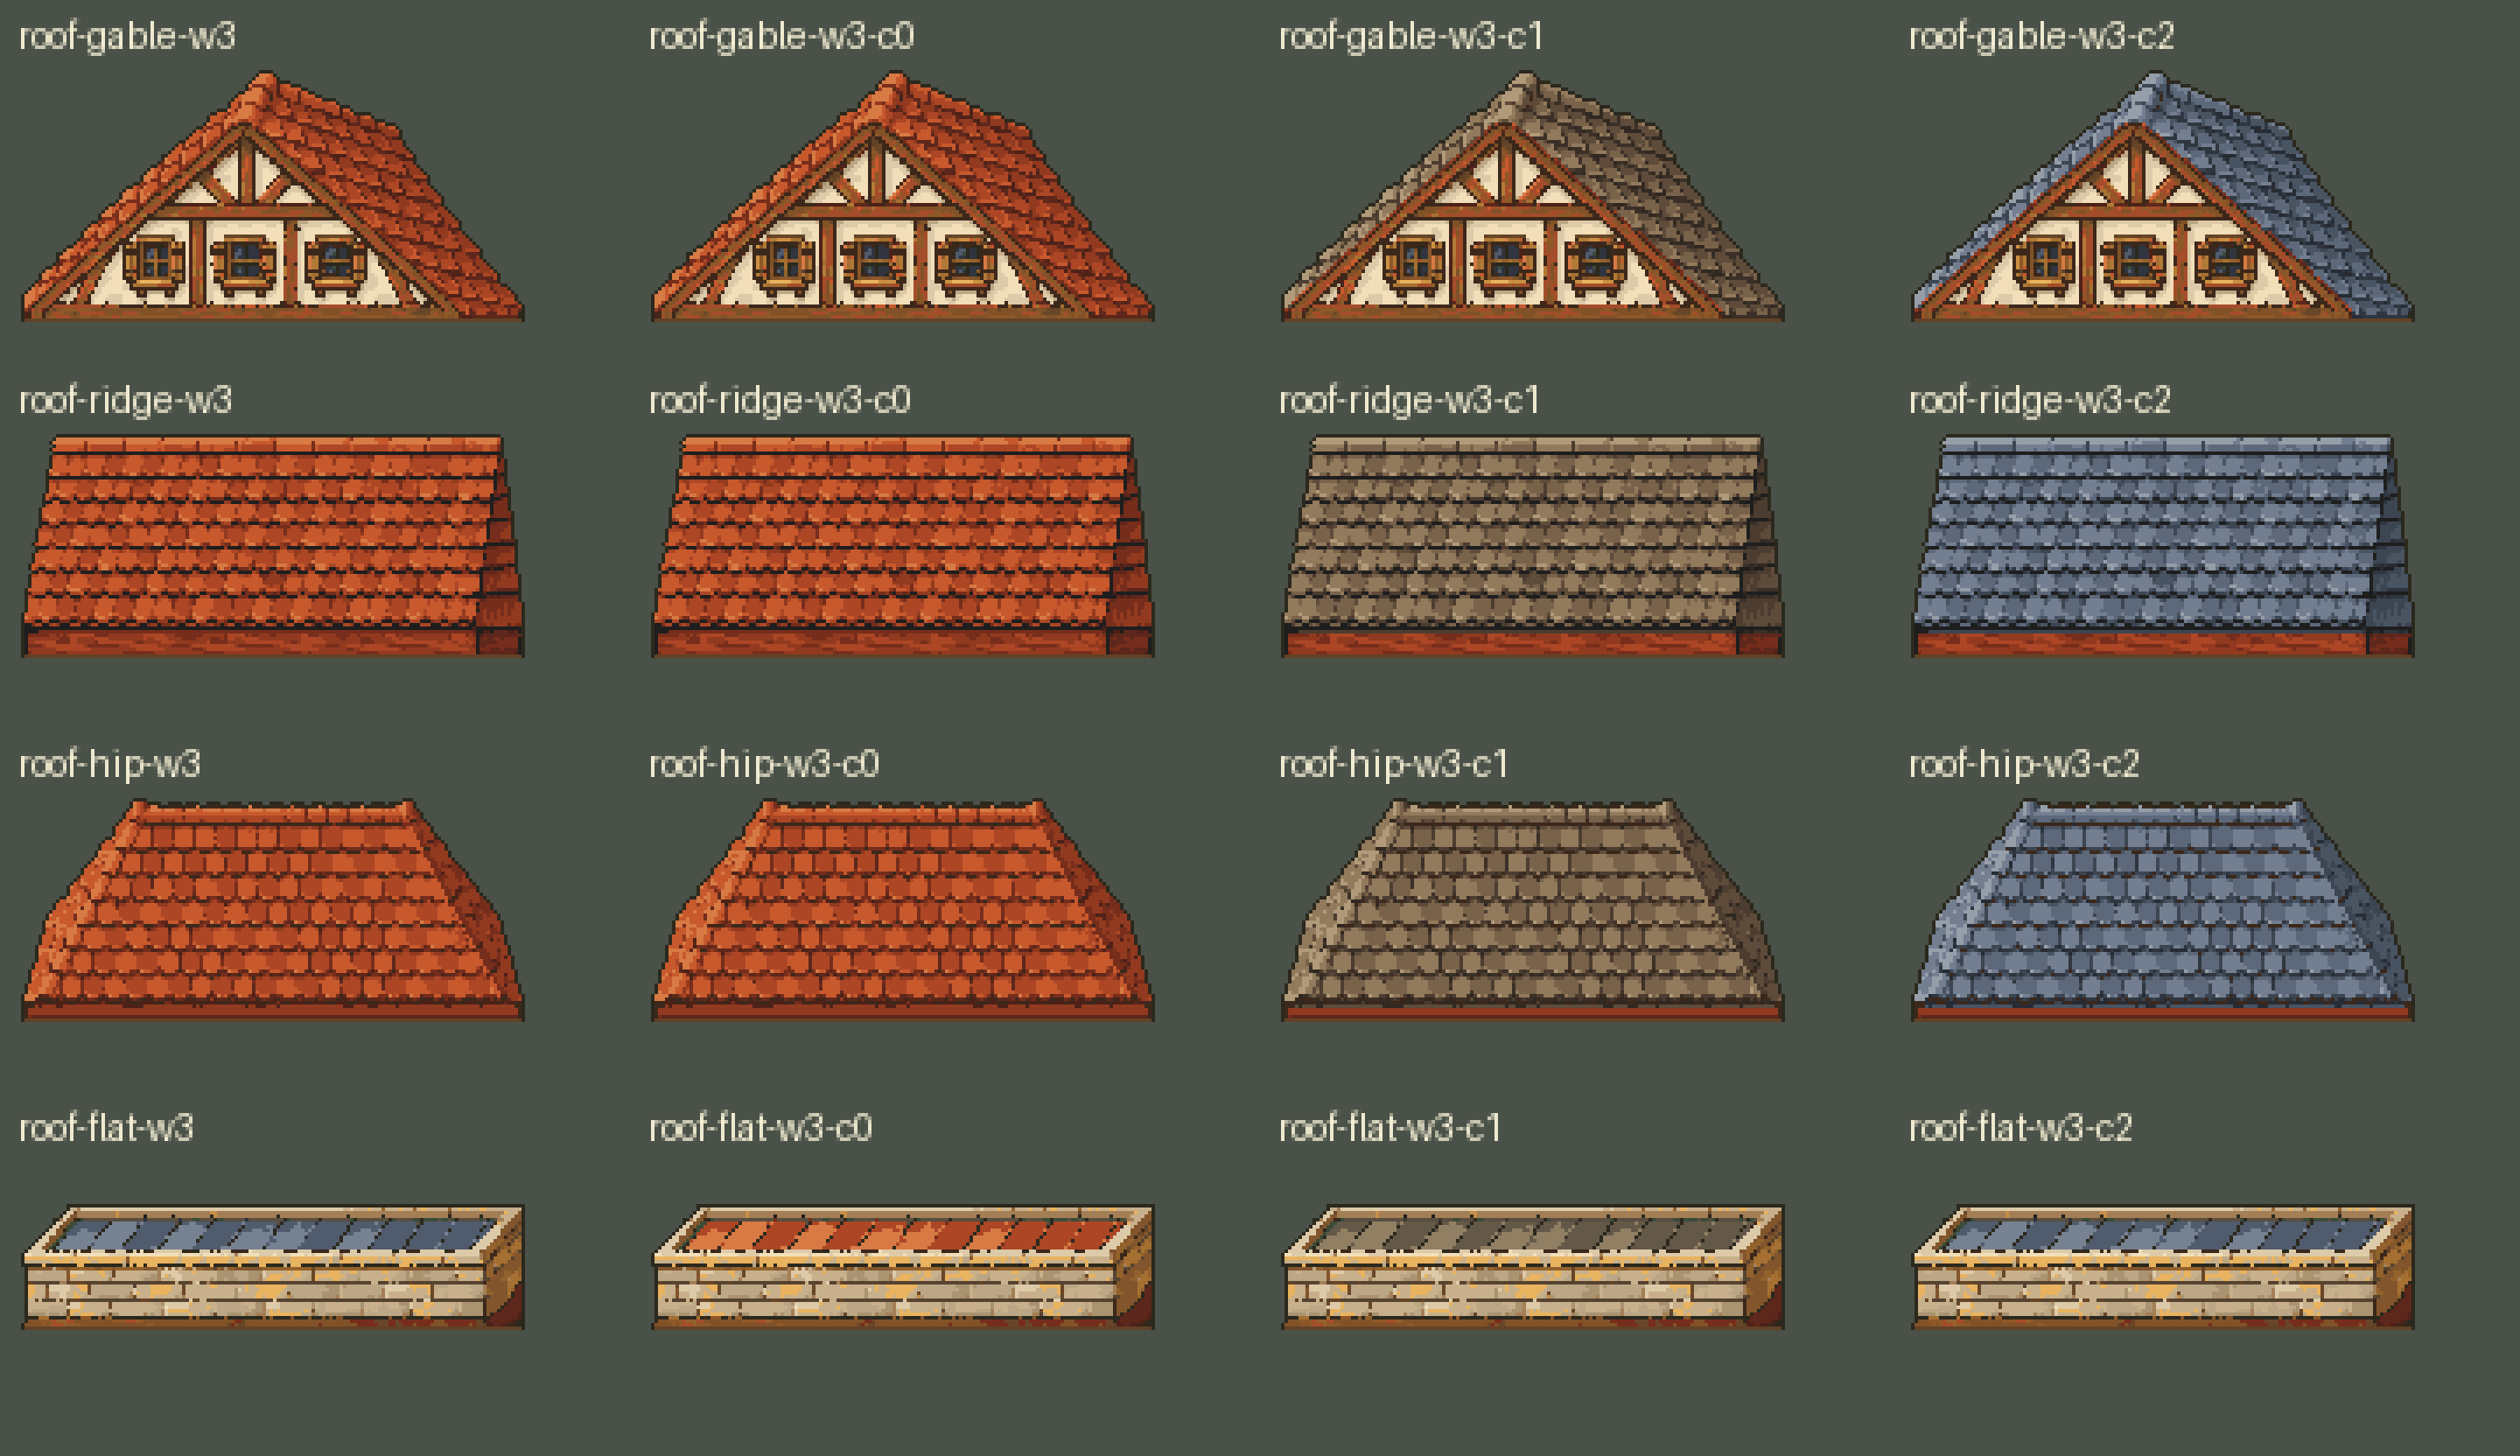 roof-gable-w3
roof-gable-w3-c0
roof-gable-w3-c1
roof-gable-w3-c2
roof-ridge-w3
roof-ridge-w3-c0
roof-ridge-w3-c1
roof-ridge-w3-c2
roof-hip-w3
roof-hip-w3-c0
roof-hip-w3-c1
roof-hip-w3-c2
roof-flat-w3
roof-flat-w3-c0
roof-flat-w3-c1
roof-flat-w3-c2